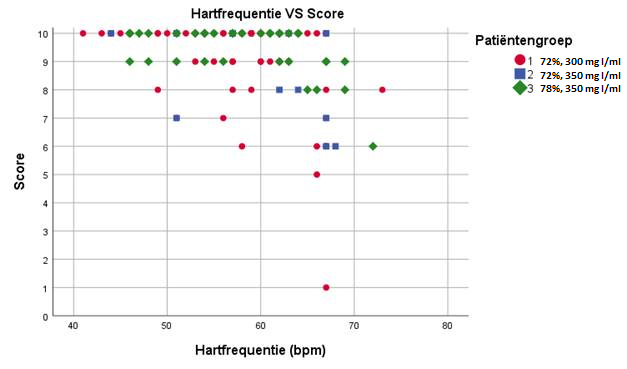 Hartfrequentie VS Score
Patiëntengroep
1 72%, 300 mg I/ml
2 72%, 350 mg I/ml
3 78%, 350 mg I/ml
Score
10
9
8
7
6
5
4
3
2
1
0
40 50 60 70 80
Hartfrequentie (bpm)